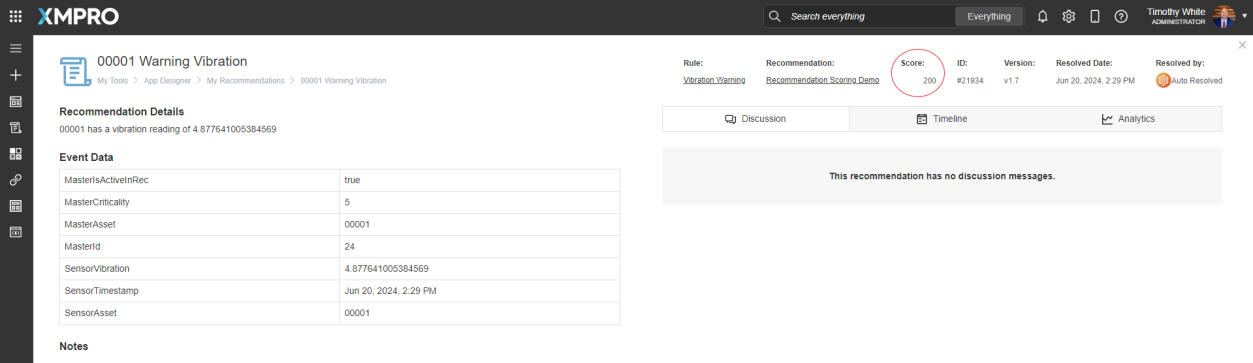 XMPRO
Search everything
Everything
Timothy White
ADMINISTRATOR
00001 Warning Vibration
My Tools > App Designer > My Recommendations > 00001 Warning Vibration
Rule: Recommendation: Score: ID: Version: Resolved Date: Resolved by:
Vibration Warning Recommendation Scoring Demo 200 #21934 v1.7 Jun 20, 2024, 2:29 PM Auto Resolved
Recommendation Details
00001 has a vibration reading of 4.877641005384569
Discussion Timeline Analytics
Event Data
This recommendation has no discussion messages.
MasterIsActiveInRec true
MasterCriticality 5
MasterAsset 00001
MasterId 24
SensorVibration 4.877641005384569
SensorTimestamp Jun 20, 2024, 2:29 PM
SensorAsset 00001
Notes